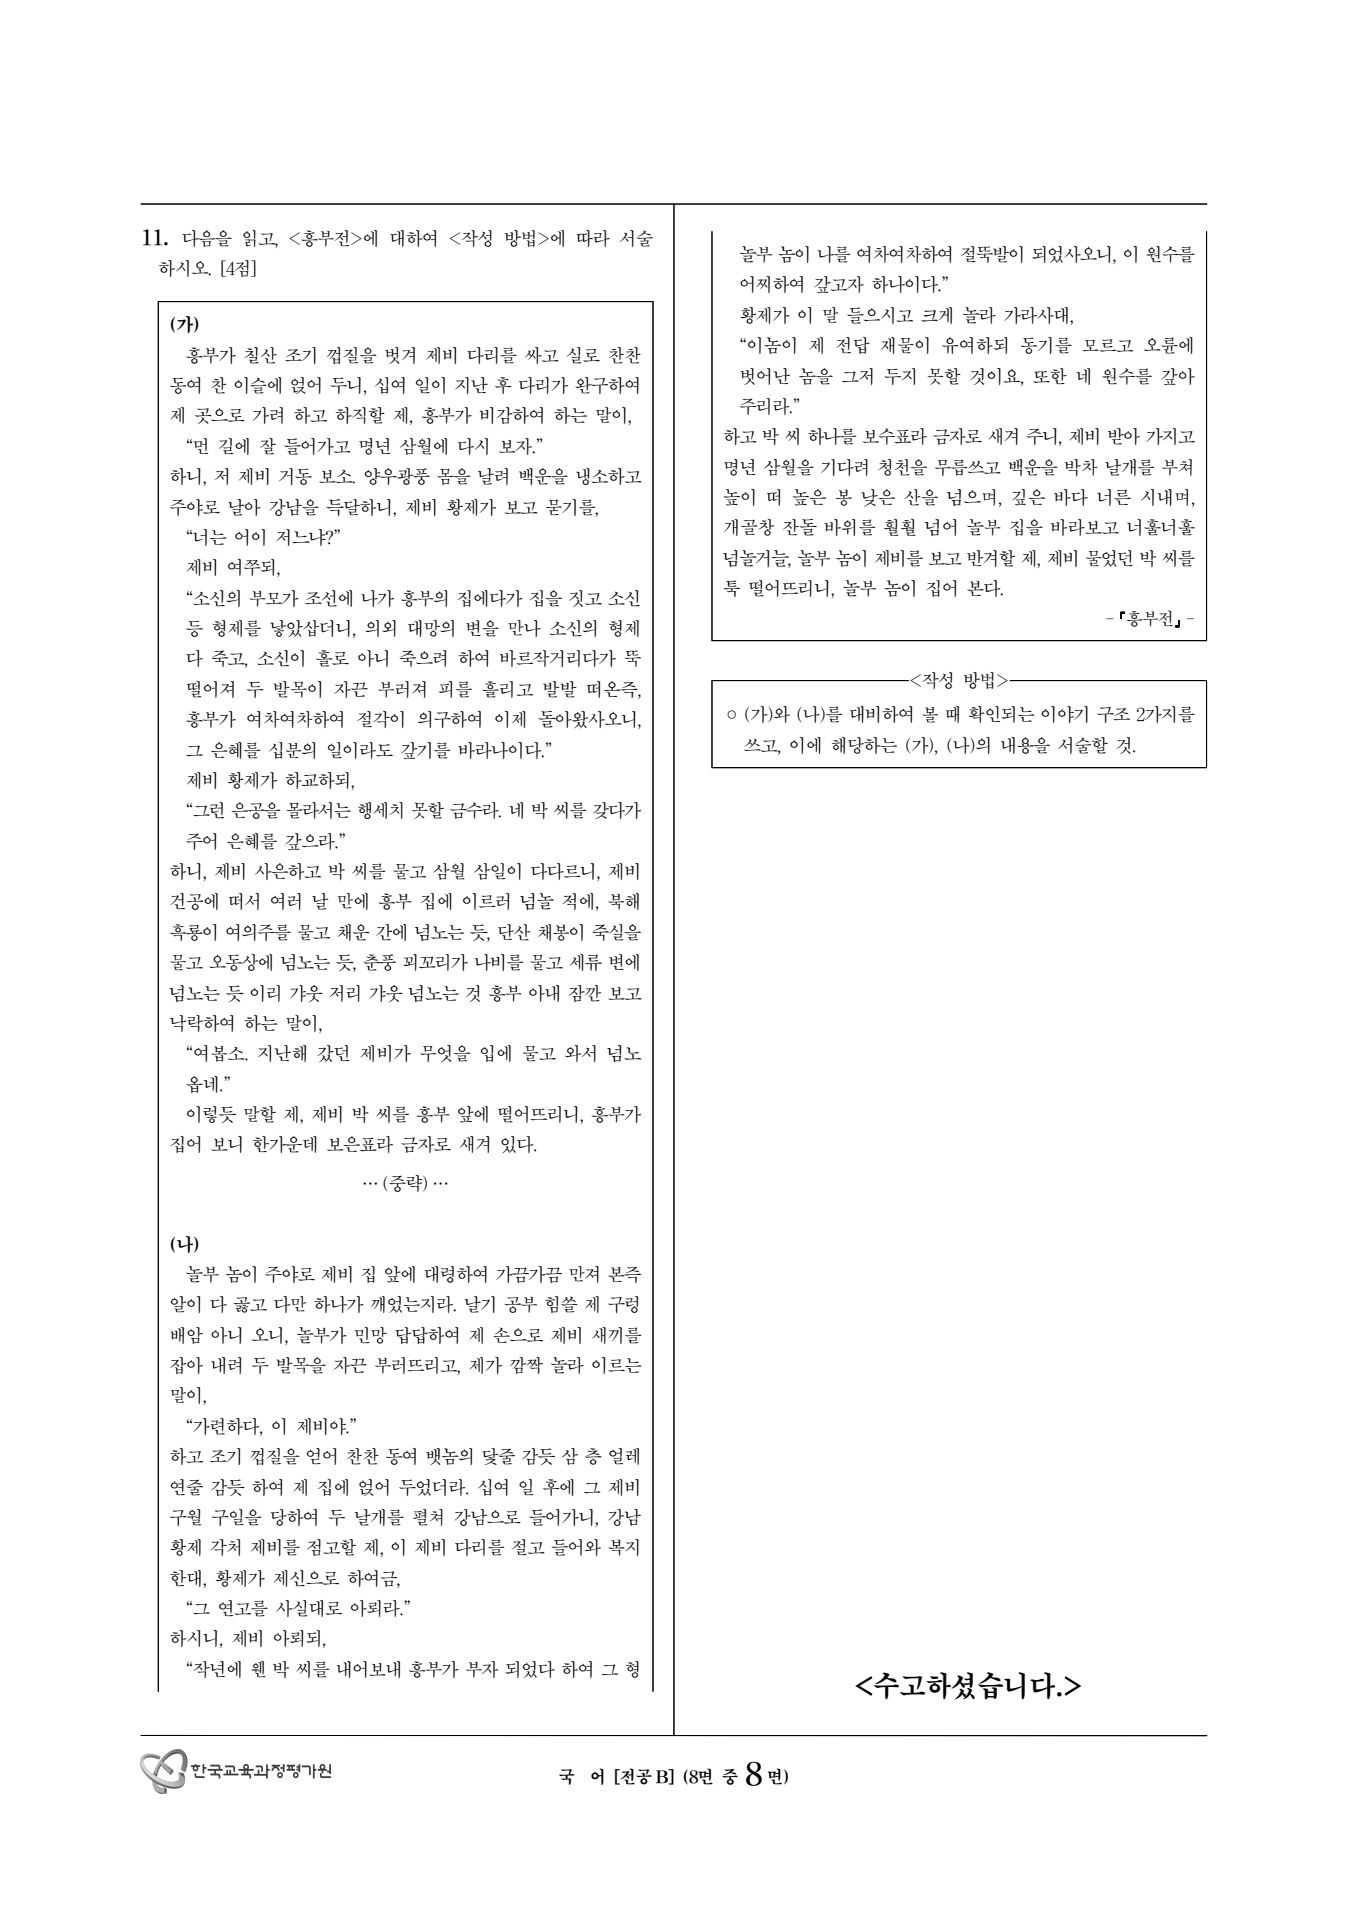 11. 다음을 읽고, <흥부전>에 대하여 <작성 방법>에 따라 서술
하시오. [4점]
(가)
흥부가 칠산 조기 껍질을 벗겨 제비 다리를 싸고 실로 찬찬
동여 찬 이슬에 얹어 두니, 십여 일이 지난 후 다리가 완구하여
제 곳으로 가려 하고 하직할 제, 흥부가 비감하여 하는 말이,
“먼 길에 잘 들어가고 명년 삼월에 다시 보자.”
하니, 저 제비 거동 보소. 양우광풍 몸을 날려 백운을 냉소하고
주야로 날아 강남을 득달하니, 제비 황제가 보고 묻기를,
“너는 어이 저느냐?”
제비 여쭈되,
“소신의 부모가 조선에 나가 흥부의 집에다가 집을 짓고 소신
등 형제를 낳았삽더니, 의외 대망의 변을 만나 소신의 형제
다 죽고, 소신이 홀로 아니 죽으려 하여 바르작거리다가 뚝
떨어져 두 발목이 자끈 부러져 피를 흘리고 발발 떠온즉,
흥부가 여차여차하여 절각이 의구하여 이제 돌아왔사오니,
그 은혜를 십분의 일이라도 갚기를 바라나이다.”
제비 황제가 하교하되,
“그런 은공을 몰라서는 행세치 못할 금수라. 네 박 씨를 갖다가
주어 은혜를 갚으라.”
하니, 제비 사은하고 박 씨를 물고 삼월 삼일이 다다르니, 제비
건공에 떠서 여러 날 만에 흥부 집에 이르러 넘놀 적에, 북해
흑룡이 여의주를 물고 채운 간에 넘노는 듯, 단산 채봉이 죽실을
물고 오동상에 넘노는 듯, 춘풍 꾀꼬리가 나비를 물고 세류 변에
넘노는 듯 이리 갸웃 저리 갸웃 넘노는 것 흥부 아내 잠깐 보고
낙락하여 하는 말이,
“여봅소. 지난해 갔던 제비가 무엇을 입에 물고 와서 넘노
옵네.”
이렇듯 말할 제, 제비 박 씨를 흥부 앞에 떨어뜨리니, 흥부가
집어 보니 한가운데 보은표라 금자로 새겨 있다.
… (중략) …
(나)
놀부 놈이 주야로 제비 집 앞에 대령하여 가끔가끔 만져 본즉
알이 다 곯고 다만 하나가 깨었는지라. 날기 공부 힘쓸 제 구렁
배암 아니 오니, 놀부가 민망 답답하여 제 손으로 제비 새끼를
잡아 내려 두 발목을 자끈 부러뜨리고, 제가 깜짝 놀라 이르는
말이,
“가련하다, 이 제비야.”
하고 조기 껍질을 얻어 찬찬 동여 뱃놈의 닻줄 감듯 삼 층 얼레
연줄 감듯 하여 제 집에 얹어 두었더라. 십여 일 후에 그 제비
구월 구일을 당하여 두 날개를 펼쳐 강남으로 들어가니, 강남
황제 각처 제비를 점고할 제, 이 제비 다리를 절고 들어와 복지
한대, 황제가 제신으로 하여금,
“그 연고를 사실대로 아뢰라.”
하시니, 제비 아뢰되,
“작년에 웬 박 씨를 내어보내 흥부가 부자 되었다 하여 그 형
놀부 놈이 나를 여차여차하여 절뚝발이 되었사오니, 이 원수를
어찌하여 갚고자 하나이다.”
황제가 이 말 들으시고 크게 놀라 가라사대,
“이놈이 제 전답 재물이 유여하되 동기를 모르고 오륜에
벗어난 놈을 그저 두지 못할 것이요, 또한 네 원수를 갚아
주리라.”
하고 박 씨 하나를 보수표라 금자로 새겨 주니, 제비 받아 가지고
명년 삼월을 기다려 청천을 무릅쓰고 백운을 박차 날개를 부쳐
높이 떠 높은 봉 낮은 산을 넘으며, 깊은 바다 너른 시내며,
개골창 잔돌 바위를 훨훨 넘어 놀부 집을 바라보고 너훌너훌
넘놀거늘, 놀부 놈이 제비를 보고 반겨할 제, 제비 물었던 박 씨를
툭 떨어뜨리니, 놀부 놈이 집어 본다.
- 『흥부전』 -
<작성 방법>
○ (가)와 (나)를 대비하여 볼 때 확인되는 이야기 구조 2가지를
쓰고, 이에 해당하는 (가), (나)의 내용을 서술할 것.
<수고하셨습니다.>
한국교육과정평가원
국 어 [전공 B] (8면 중 8 면)